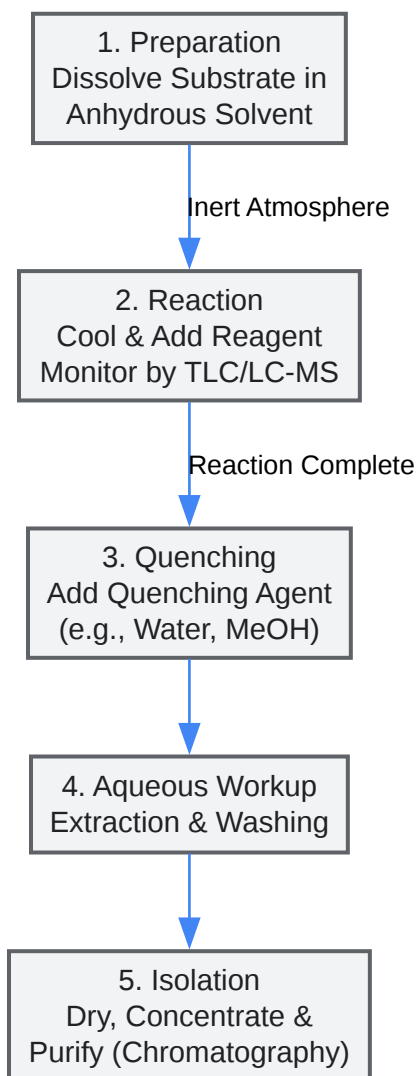 1. Preparation
Dissolve Substrate in
Anhydrous Solvent
Inert Atmosphere
2. Reaction
Cool & Add Reagent
Monitor by TLC/LC-MS
Reaction Complete
3. Quenching
Add Quenching Agent
(e.g., Water, MeOH)
4. Aqueous Workup
Extraction & Washing
5. Isolation
Dry, Concentrate &
Purify (Chromatography)